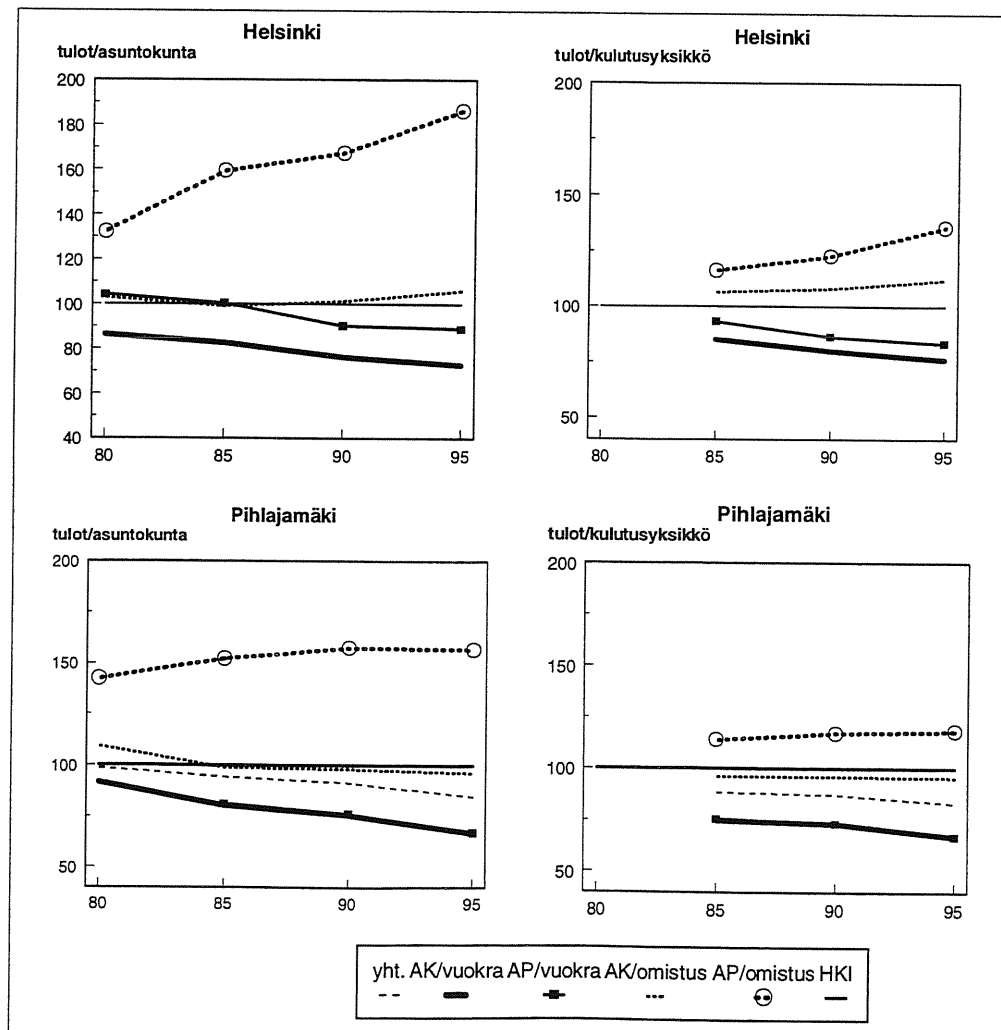 Helsinki
tulot/asuntokunta
200
180
160
140
120
100
80
60
40
80 85 90 95
Helsinki
tulot/kulutusyksikkö
200
150
100
50
80 85 90 95
Pihlajamäki
tulot/asuntokunta
200
150
100
50
80 85 90 95
Pihlajamäki
tulot/kulutusyksikkö
200
150
100
50
80 85 90 95
yht. AK/vuokra AP/vuokra AK/omistus AP/omistus HKI